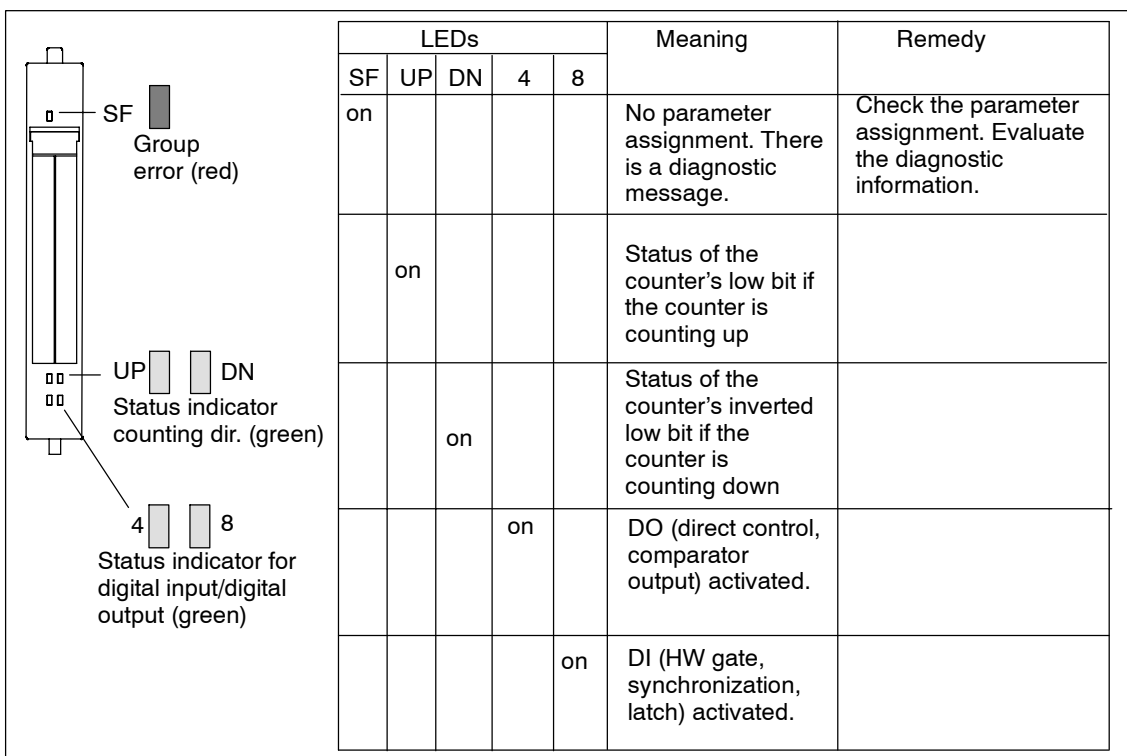 SF
Group
error (red)
UP DN
Status indicator
counting dir. (green)
4 8
Status indicator for
digital input/digital
output (green)
LEDs Meaning Remedy
SF UP DN 4 8
on
No parameter
assignment. There
is a diagnostic
message.
Check the parameter
assignment. Evaluate
the diagnostic
information.
on
Status of the
counter’s low bit if
the counter is
counting up
on
Status of the
counter’s inverted
low bit if the
counter is
counting down
on
DO (direct control,
comparator
output) activated.
on
DI (HW gate,
synchronization,
latch) activated.